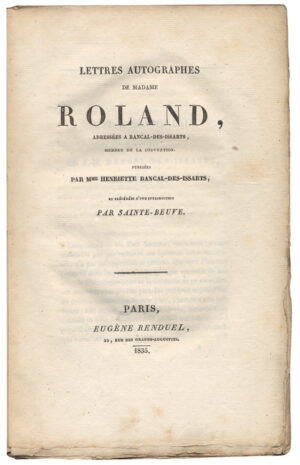 LETTRES AUTOGRAPHES
DE MADAME
ROLAND,
ADRESSÉES A BANCAL-DES-ISSARTS,
MEMBRE DE LA CONVENTION.
PUBLIÉES
PAR MME HENRIETTE BANCAL-DES-ISSARTS,
ET PRÉCÉDÉES D'UNE INTRODUCTION
PAR SAINTE-BEUVE.
PARIS,
EUGÈNE RENDUEL,
22, RUE DES GRANDS-AUGUSTINS.
1835.